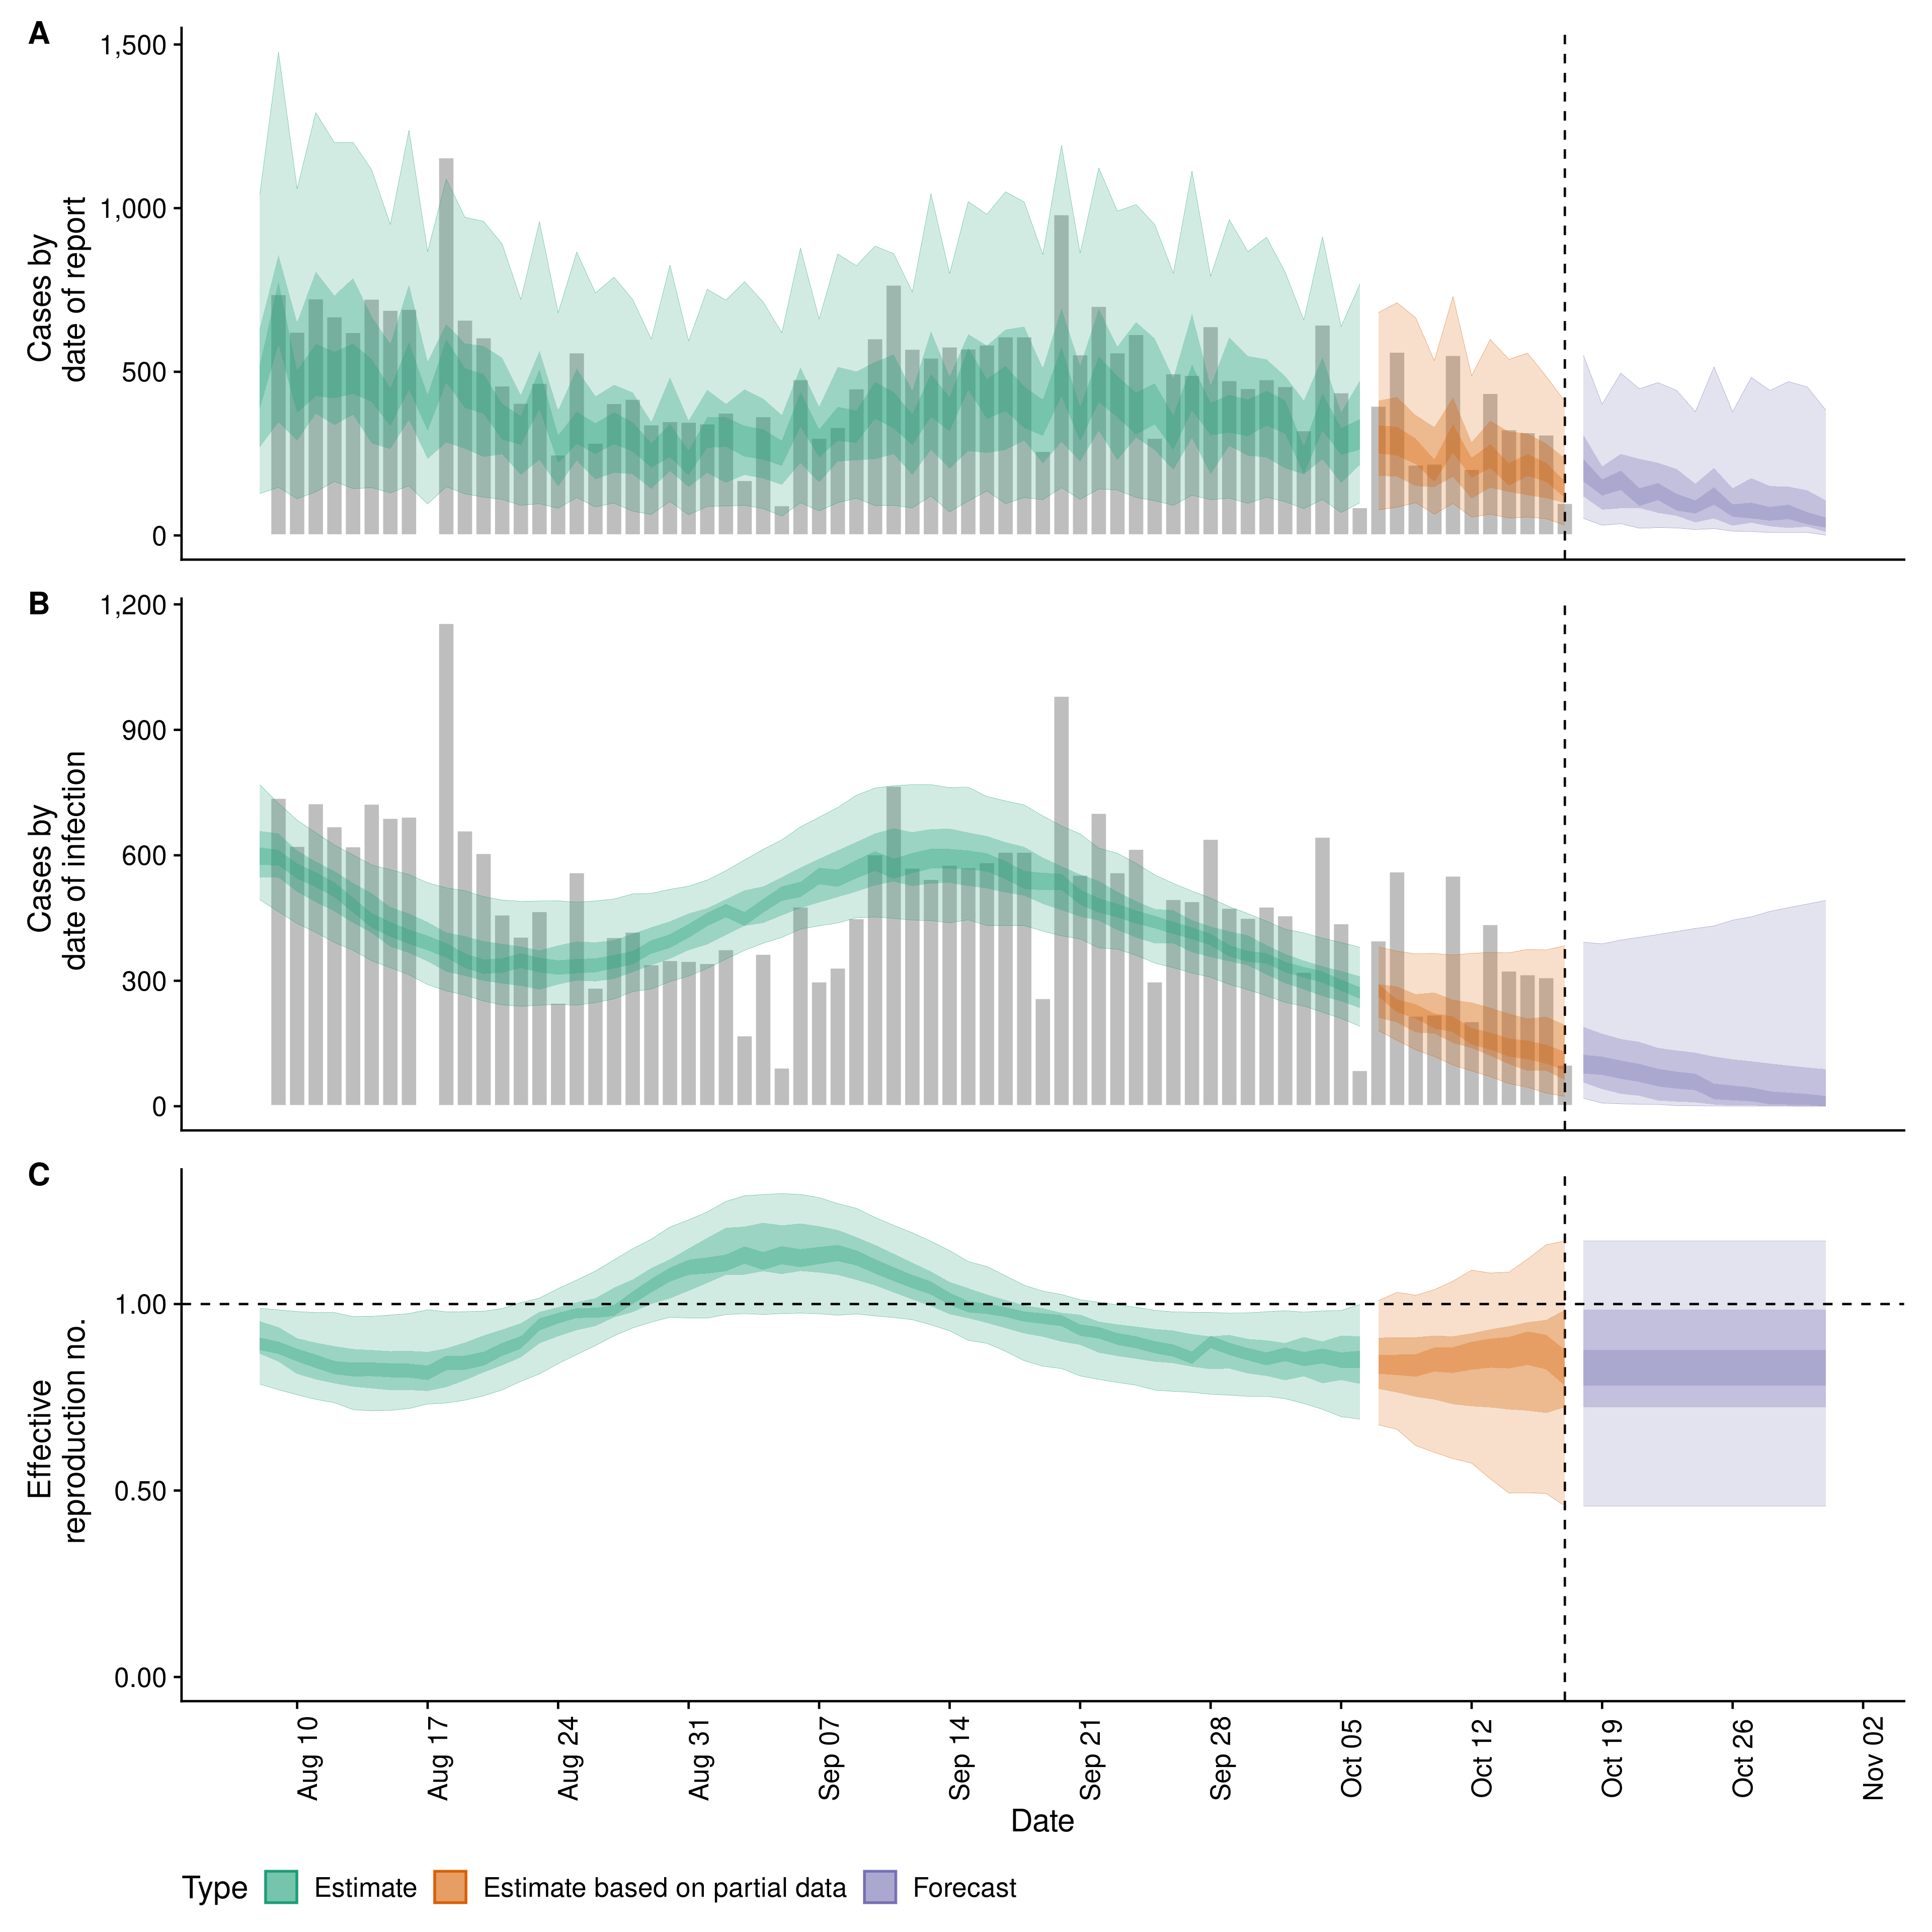 A
1,500
1,000
500
0
Cases by
date of report
B
1,200
900
600
300
0
Cases by
date of infection
C
1.00
0.50
0.00
Effective
reproduction no.
Aug 10
Aug 17
Aug 24
Aug 31
Sep 07
Sep 14
Sep 21
Sep 28
Oct 05
Oct 12
Oct 19
Oct 26
Nov 02
Date
Type Estimate Estimate based on partial data Forecast